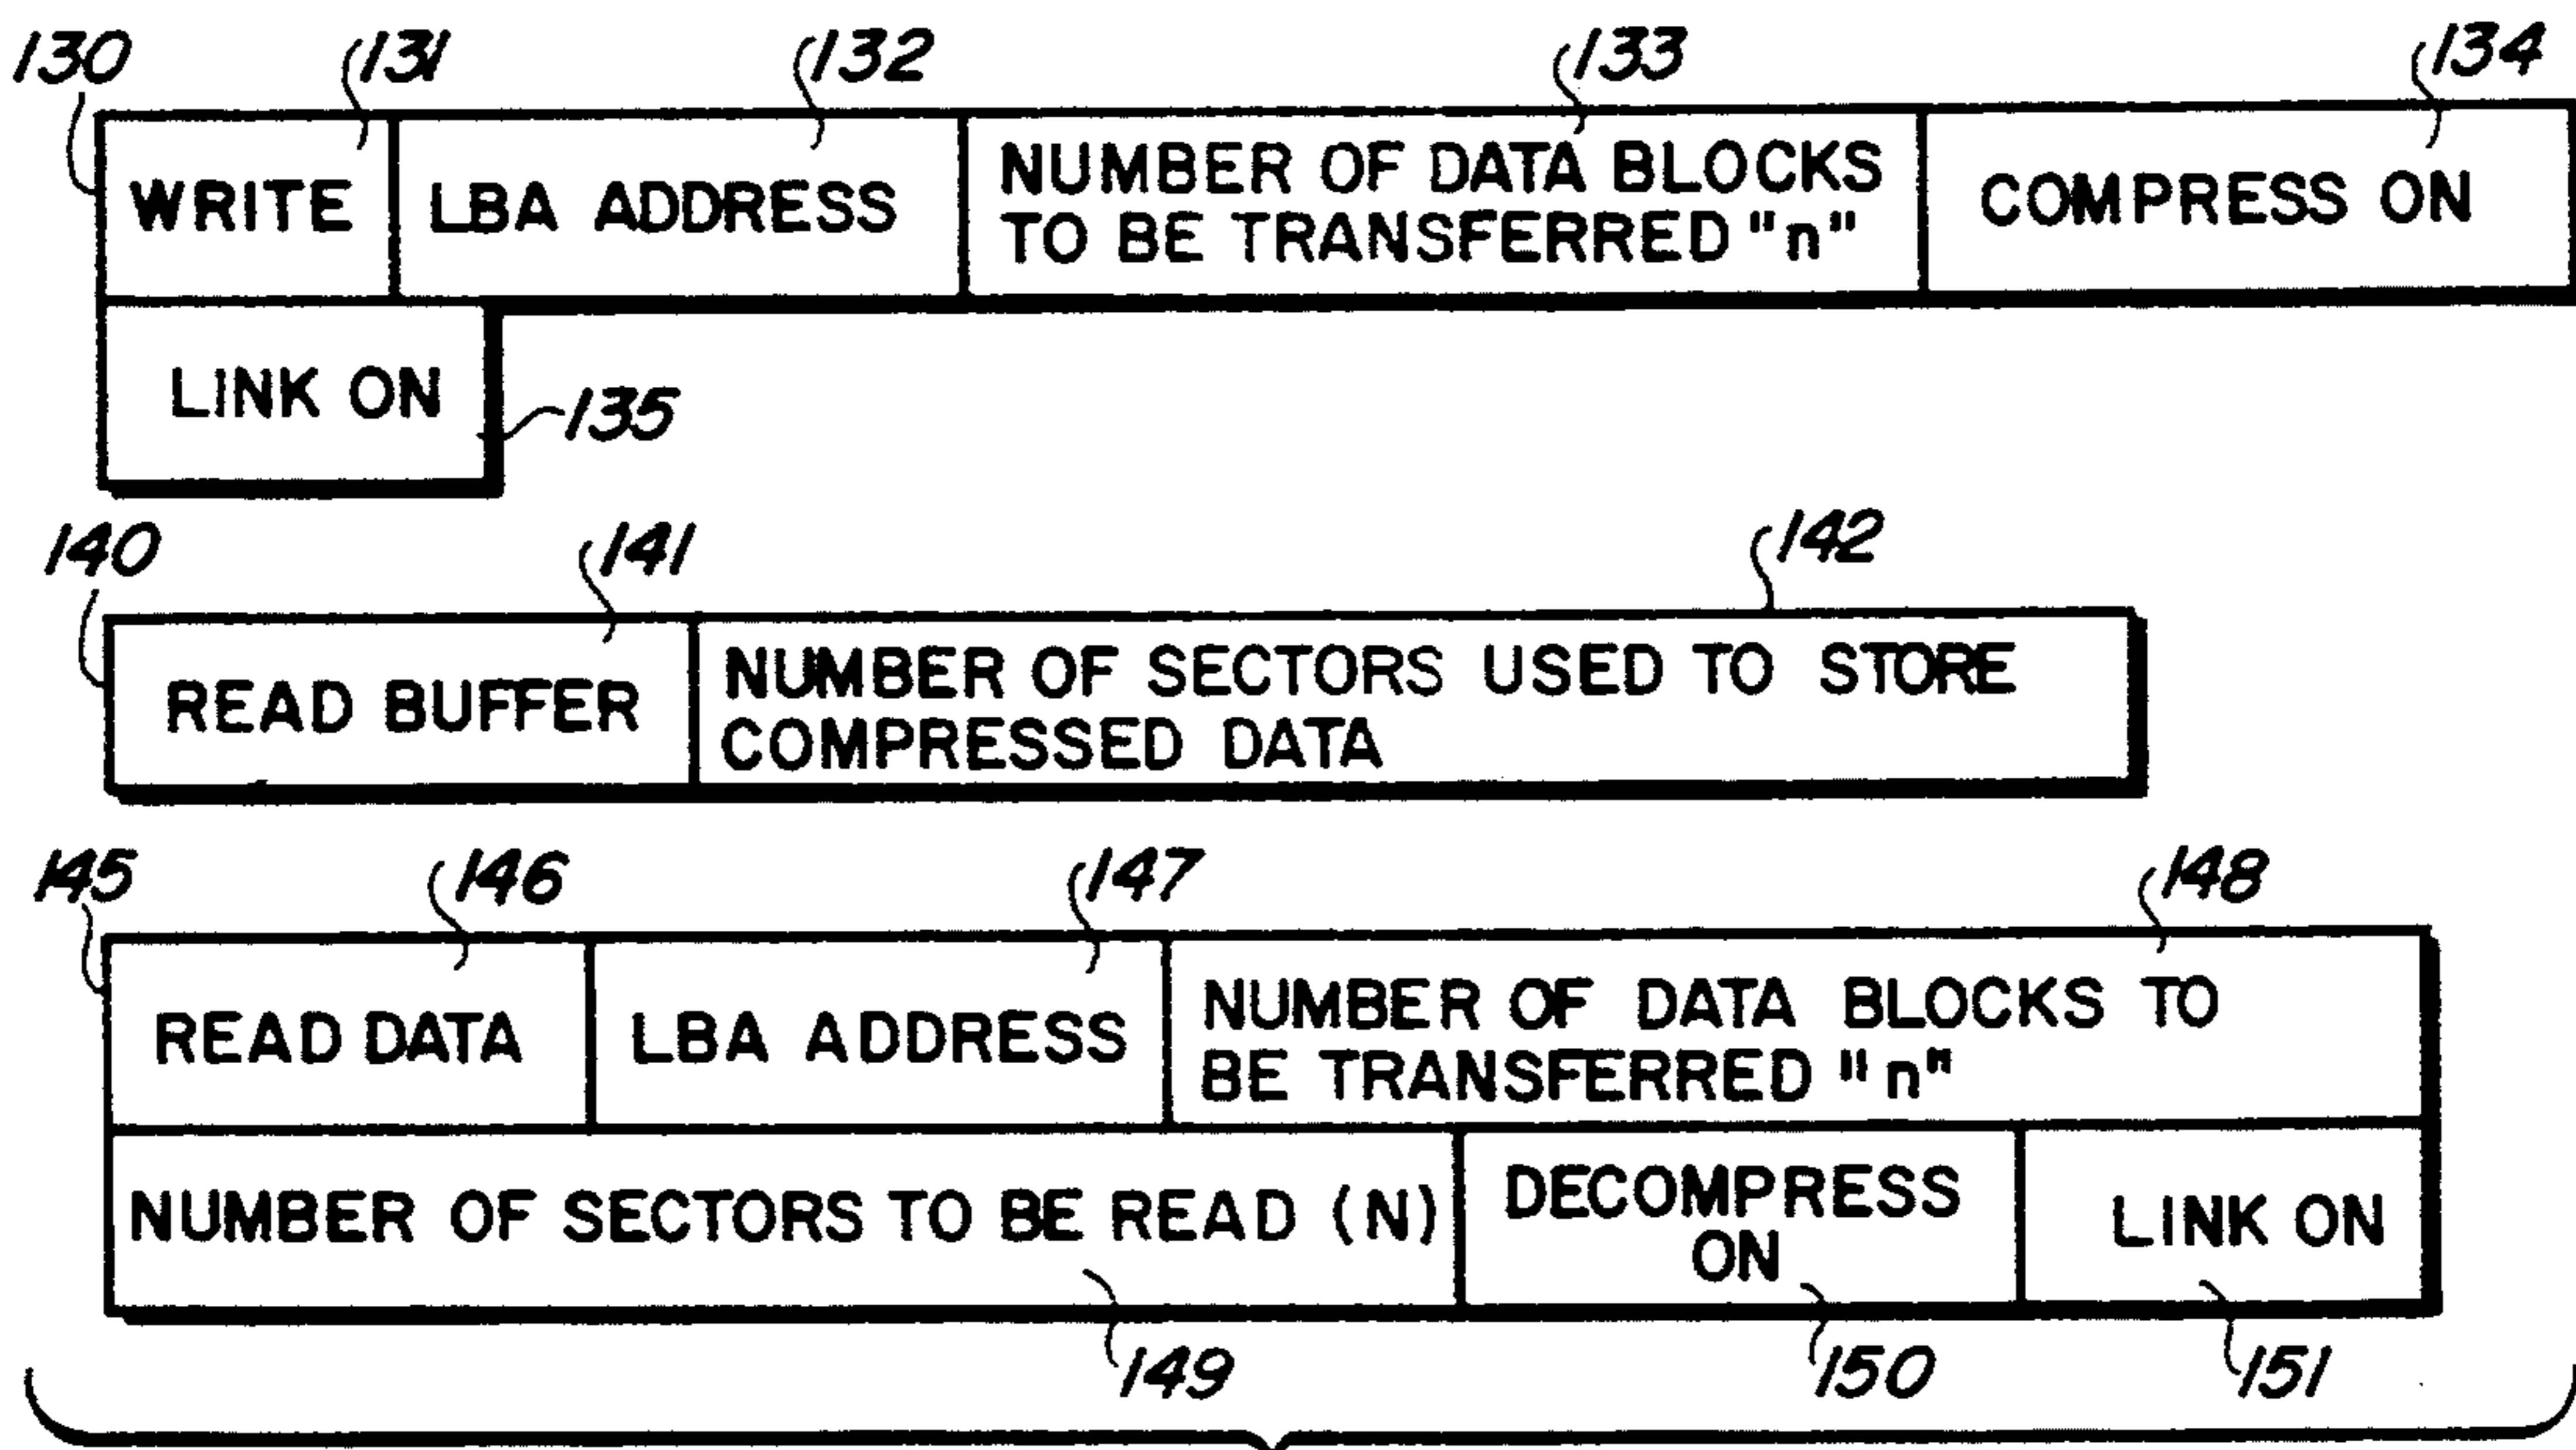 130 131 132 133 134
WRITE LBA ADDRESS NUMBER OF DATA BLOCKS TO BE TRANSFERRED "n" COMPRESS ON
LINK ON 135
140 141 142
READ BUFFER NUMBER OF SECTORS USED TO STORE
COMPRESSED DATA
145 146 147 148
READ DATA LBA ADDRESS NUMBER OF DATA BLOCKS TO
BE TRANSFERRED "n"
NUMBER OF SECTORS TO BE READ (N) DECOMPRESS ON LINK ON
149 150 151